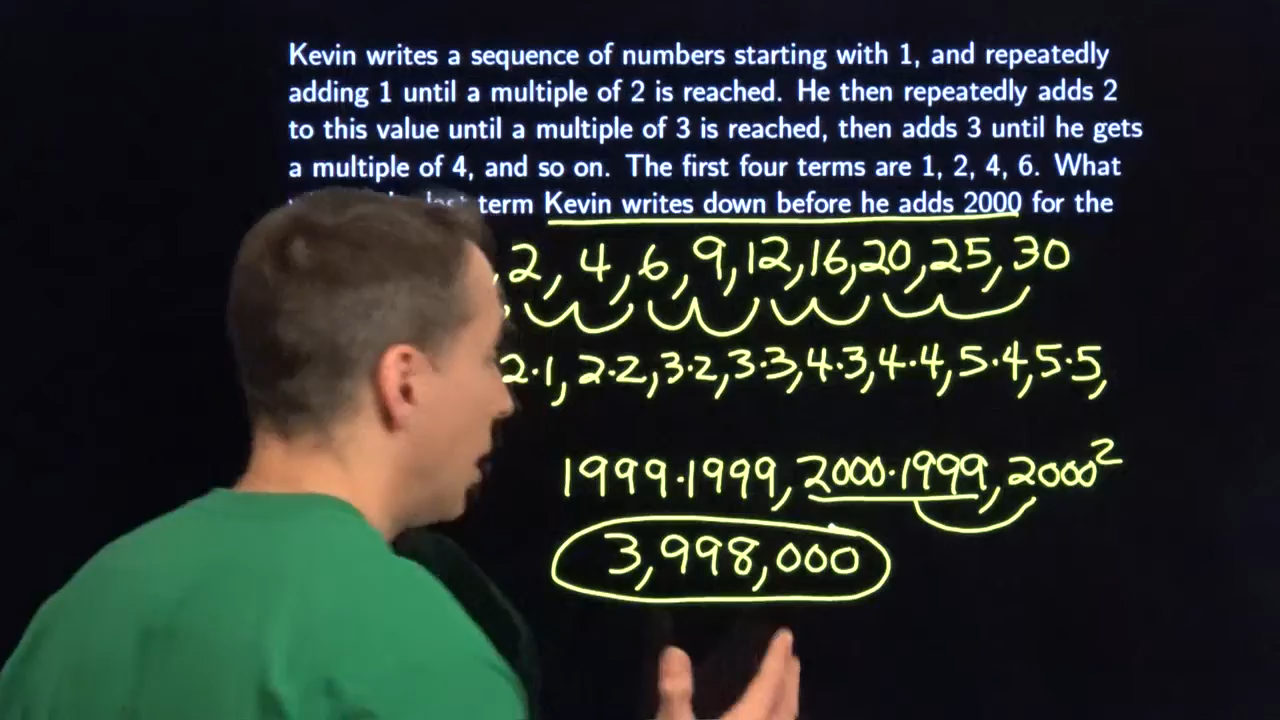 Kevin writes a sequence of numbers starting with 1, and repeatedly
adding 1 until a multiple of 2 is reached. He then repeatedly adds 2
to this value until a multiple of 3 is reached, then adds 3 until he gets
a multiple of 4, and so on. The first four terms are 1, 2, 4, 6. What
term Kevin writes down before he adds 2000 for the
, 2, 4, 6, 9, 12, 16, 20, 25, 30
2·1, 2·2, 3·2, 3·3, 4·3, 4·4, 5·4, 5·5,
1999·1999, 2000·1999, 2000²
3,998,000